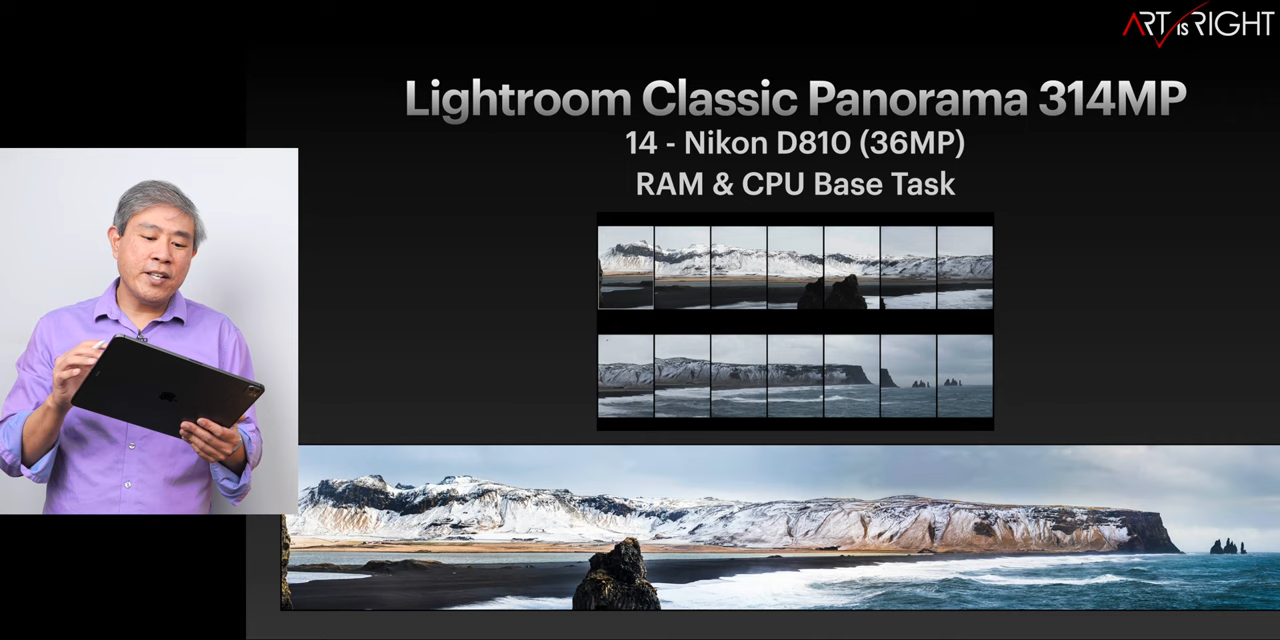 ART IS RIGHT
Lightroom Classic Panorama 314MP
14 - Nikon D810 (36MP)
RAM & CPU Base Task